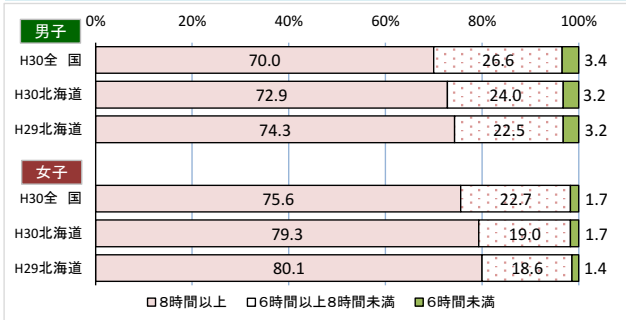 0% 20% 40% 60% 80% 100%
男子
H30全 国 70.0 26.6 3.4
H30北海道 72.9 24.0 3.2
H29北海道 74.3 22.5 3.2
女子
H30全 国 75.6 22.7 1.7
H30北海道 79.3 19.0 1.7
H29北海道 80.1 18.6 1.4
8時間以上 6時間以上8時間未満 6時間未満